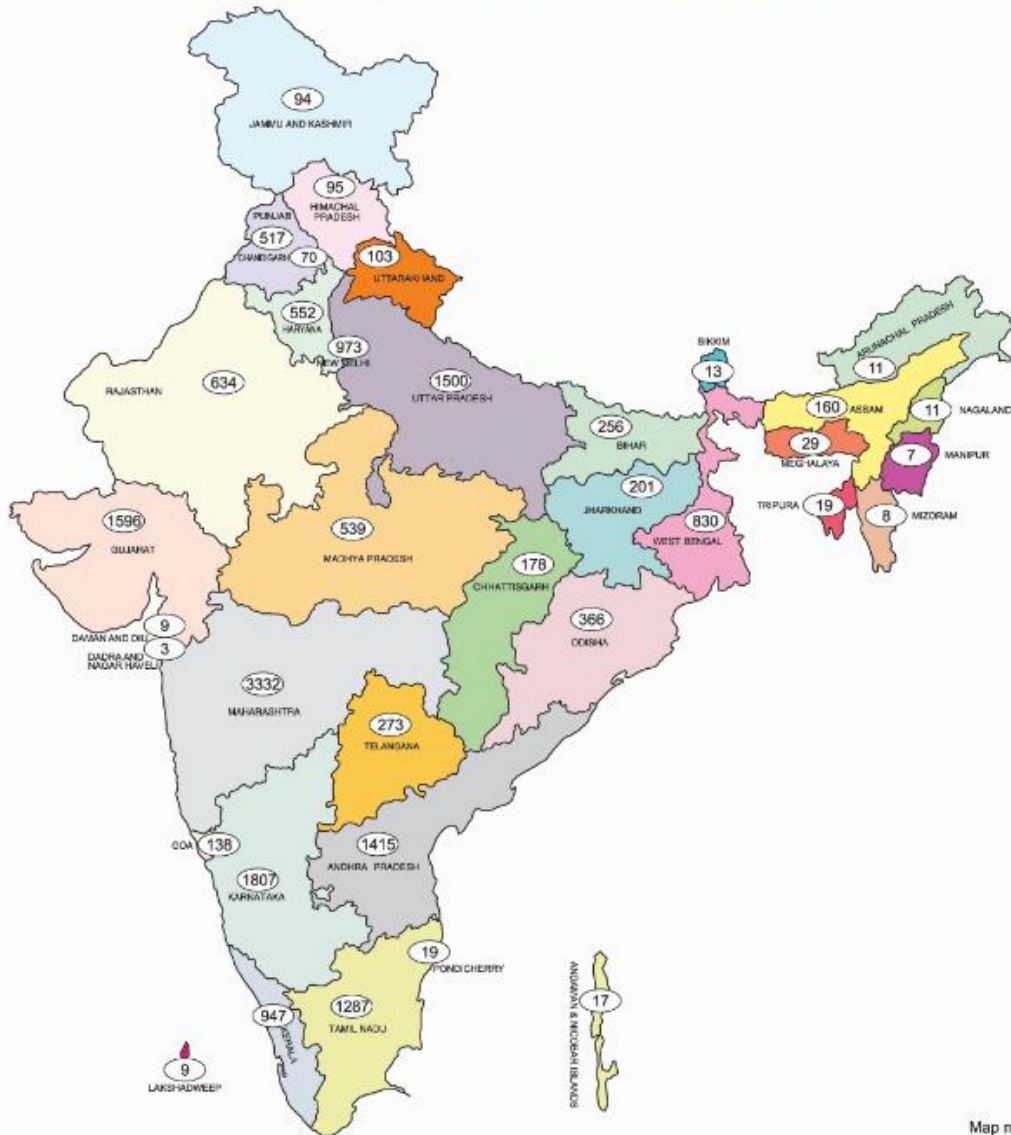 94
JAMMU AND KASHMIR
95
HIMACHAL
PRADESH
PUNJAB
517
CHANDIGARH
70
103
UTTARAKHAND
552
HARYANA
973
NEW DELHI
RAJASTHAN
634
1500
UTTAR PRADESH
SIKKIM
13
ARUNACHAL PRADESH
11
160
ASSAM
11
NAGALAND
29
MEGHALAYA
7
MANIPUR
TRIPURA
19
8
MIZORAM
256
BIHAR
201
JHARKHAND
830
WEST BENGAL
1596
GUJARAT
539
MADHYA PRADESH
178
CHHATTISGARH
366
ODISHA
9
DAMAN AND DIU
3
DADRA AND
NAGAR HAVELI
3332
MAHARASHTRA
273
TELANGANA
GOA
138
1415
ANDHRA PRADESH
1807
KARNATAKA
19
PONDICHERRY
947
KERALA
1287
TAMIL NADU
17
ANDAMAN & NICOBAR ISLANDS
9
LAKSHADWEEP
Map n